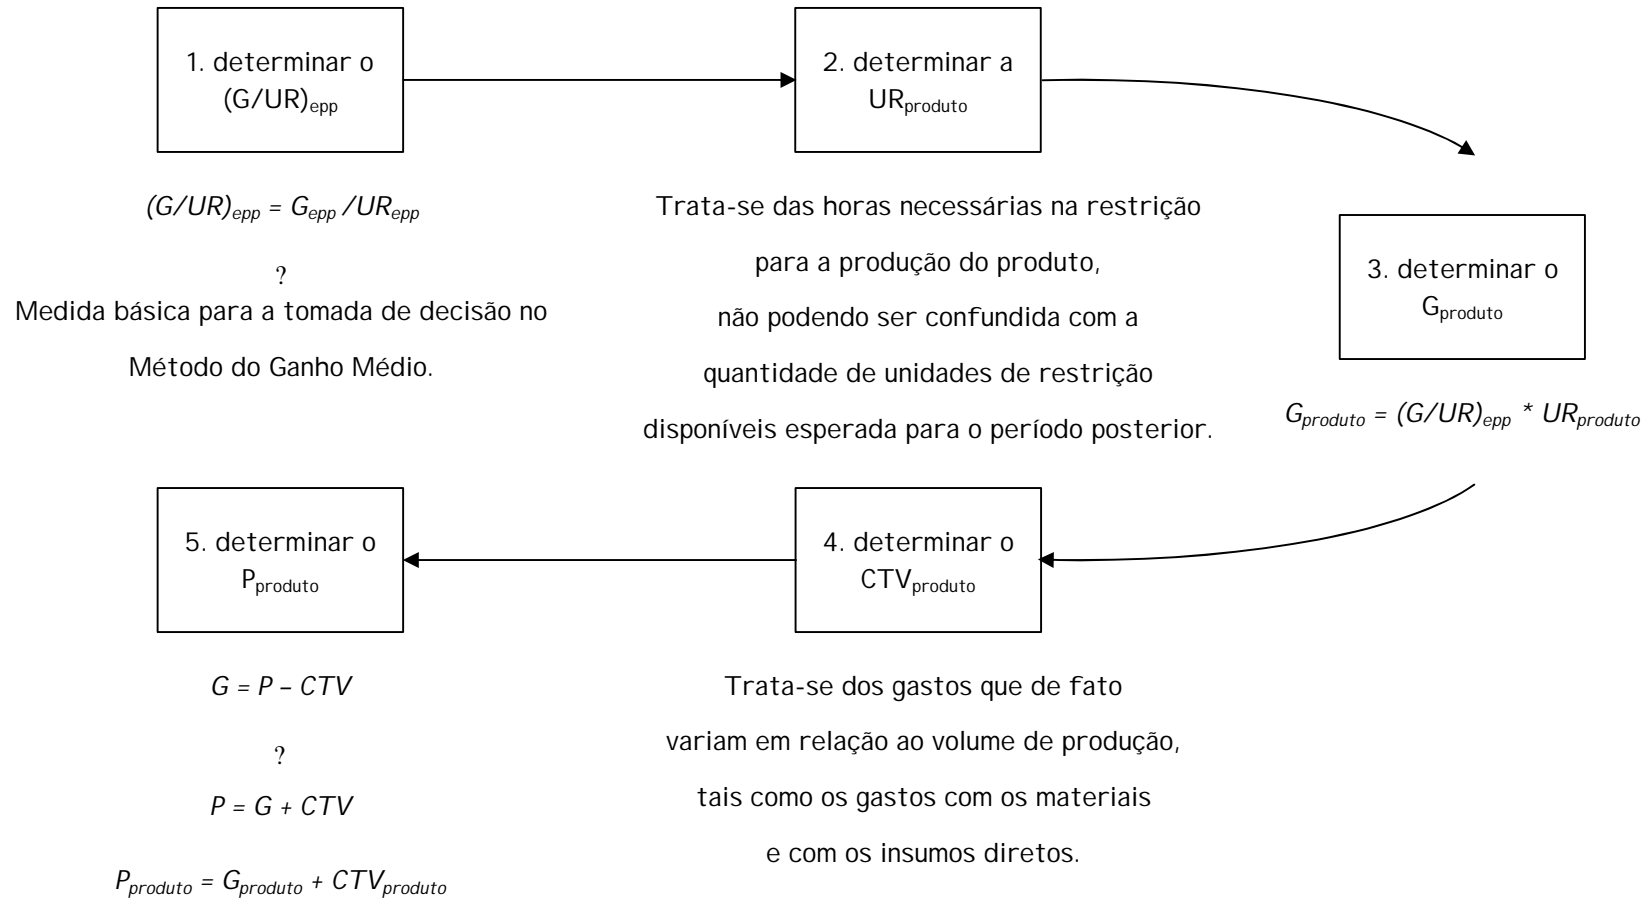 1. determinar o
(G/UR)epp
(G/UR)epp = Gepp /URepp
?
Medida básica para a tomada de decisão no
Método do Ganho Médio.
2. determinar a
URproduto
Trata-se das horas necessárias na restrição
para a produção do produto,
não podendo ser confundida com a
quantidade de unidades de restrição
disponíveis esperada para o período posterior.
3. determinar o
Gproduto
Gproduto = (G/UR)epp * URproduto
4. determinar o
CTVproduto
Trata-se dos gastos que de fato
variam em relação ao volume de produção,
tais como os gastos com os materiais
e com os insumos diretos.
5. determinar o
Pproduto
G = P – CTV
?
P = G + CTV
Pproduto = Gproduto + CTVproduto